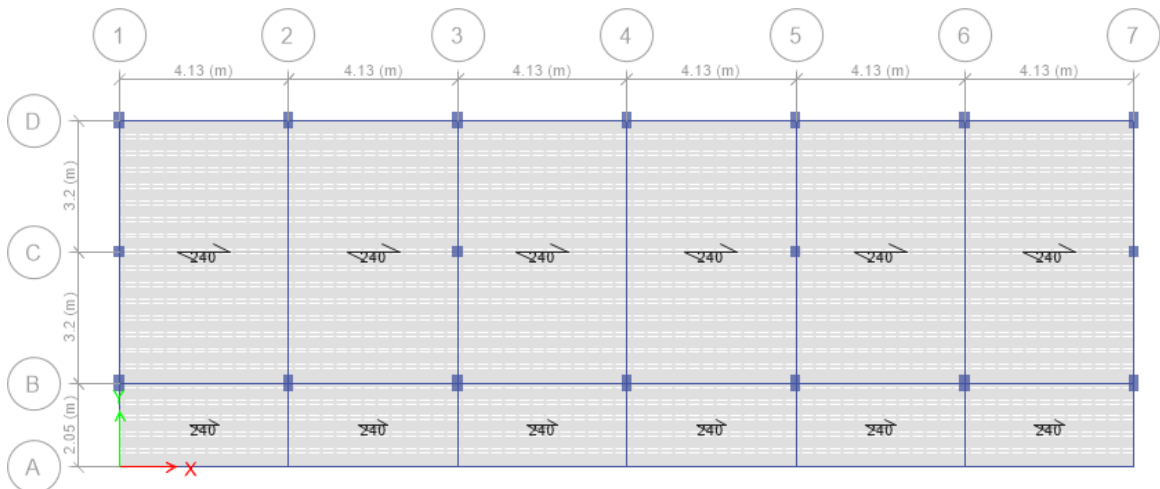 1 2 3 4 5 6 7
4.13 (m) 4.13 (m) 4.13 (m) 4.13 (m) 4.13 (m) 4.13 (m)
D
3.2 (m)
C 240 240 240 240 240 240
3.2 (m)
B
Y
2.05 (m) 240 240 240 240 240 240
A X